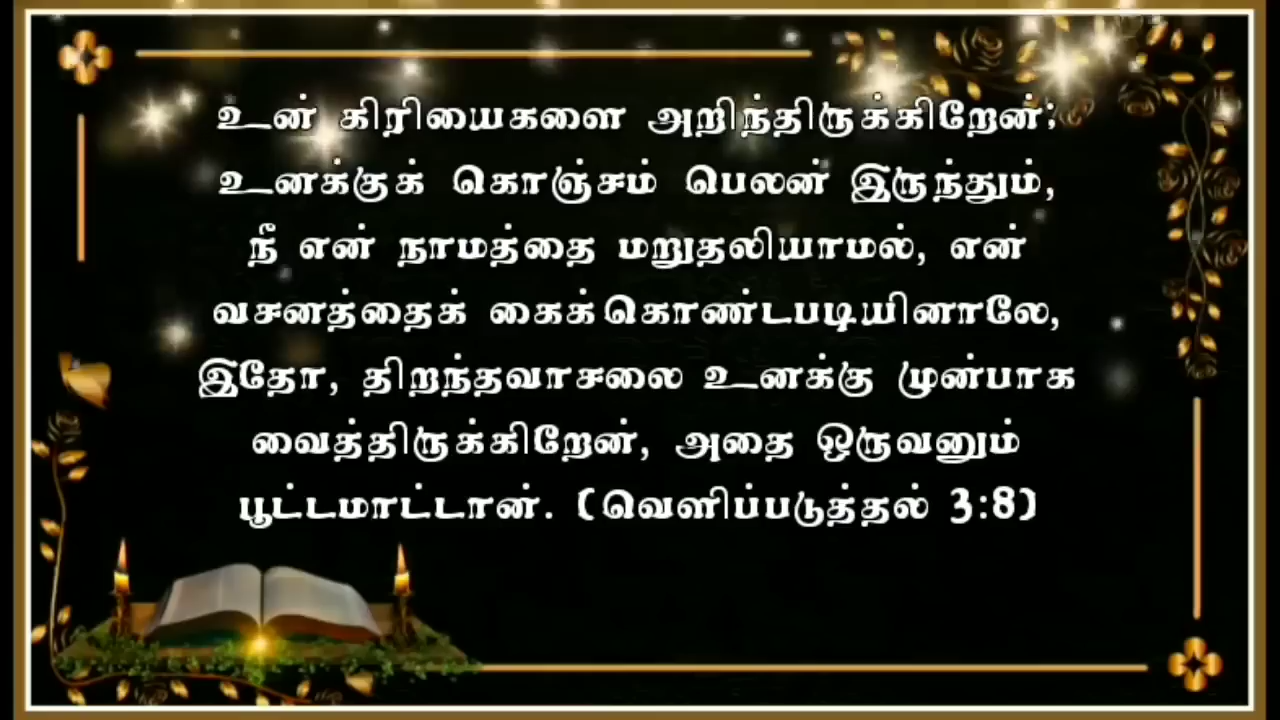 உன் கிரியைகளை அறிந்திருக்கிறேன்;
உனக்குக் கொஞ்சம் பெலன் இருந்தும்,
நீ என் நாமத்தை மறுதலியாமல், என்
வசனத்தைக் கைக்கொண்டபடியினாலே,
இதோ, திறந்தவாசலை உனக்கு முன்பாக
வைத்திருக்கிறேன், அதை ஒருவனும்
பூட்டமாட்டான். (வெளிப்படுத்தல் 3:8)